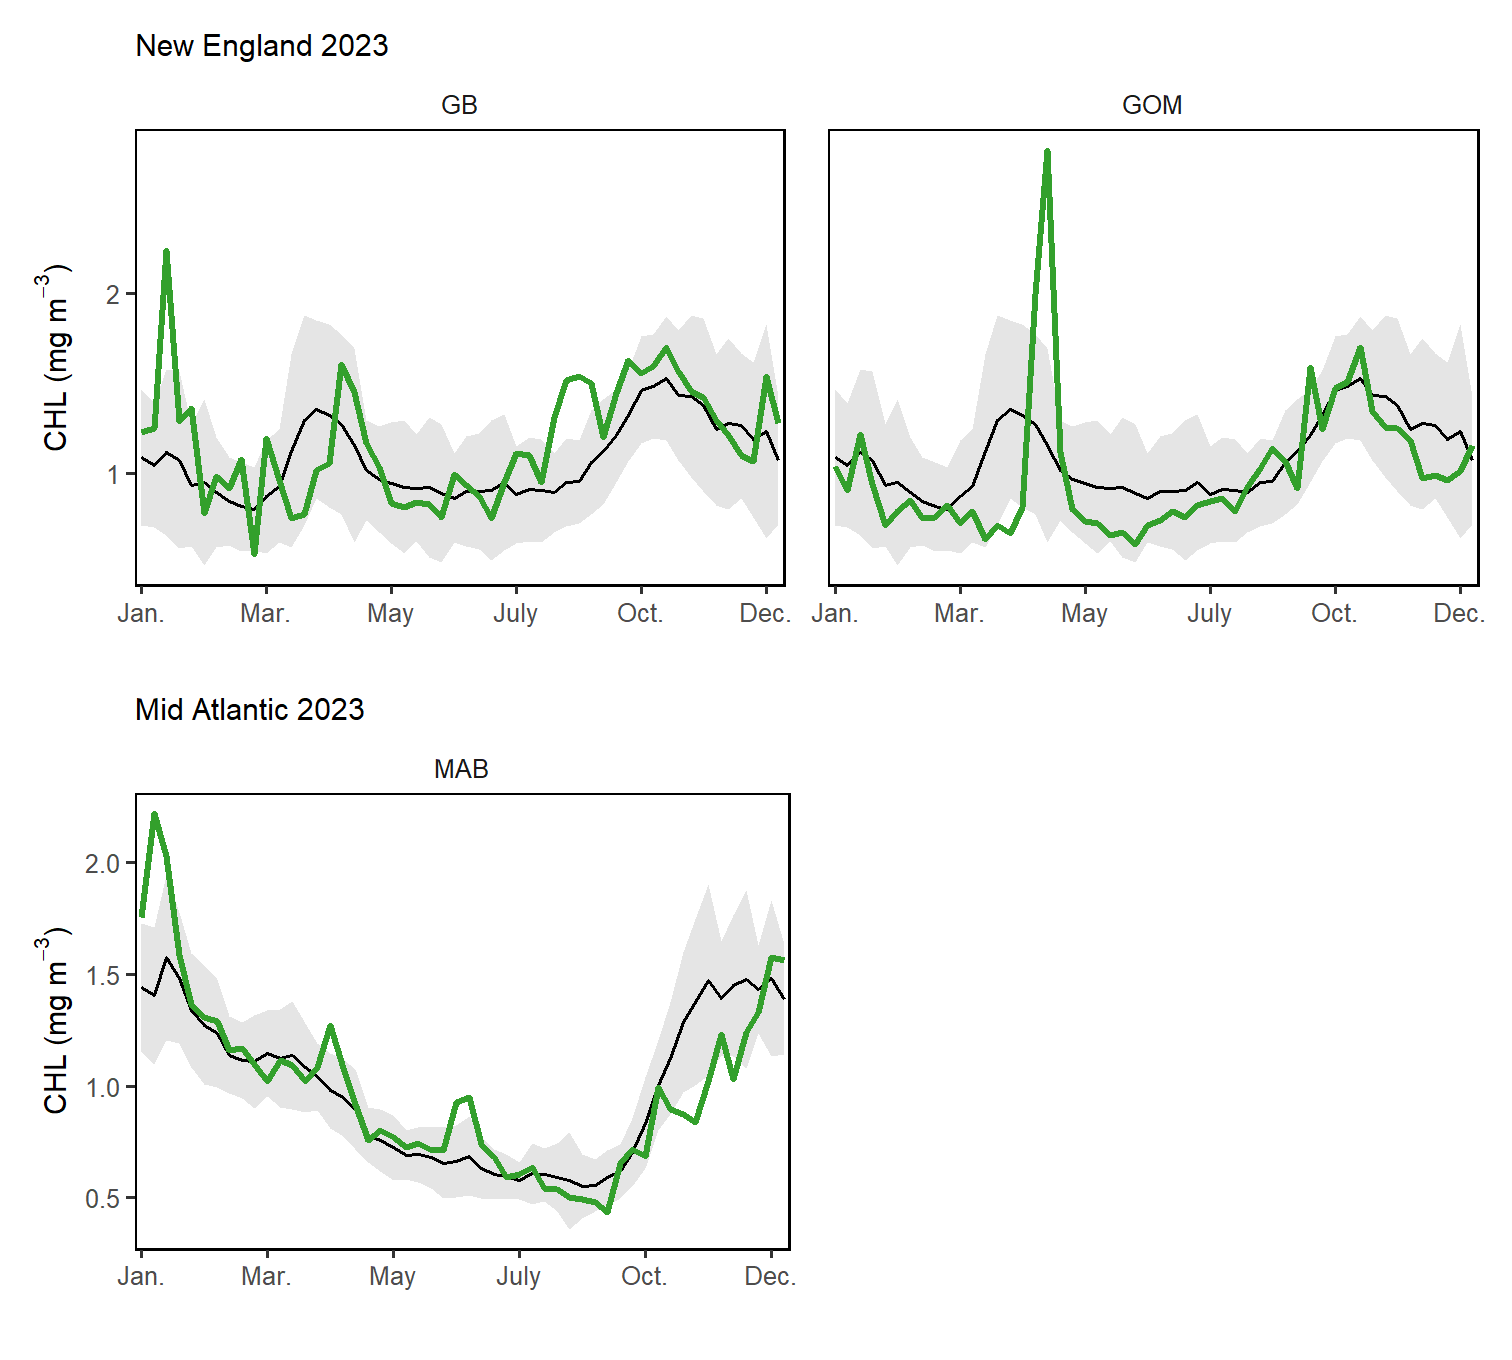 New England 2023
GB GOM
CHL (mg m⁻³)
2
1
Jan. Mar. May July Oct. Dec. Jan. Mar. May July Oct. Dec.
Mid Atlantic 2023
MAB
CHL (mg m⁻³)
2.0
1.5
1.0
0.5
Jan. Mar. May July Oct. Dec.